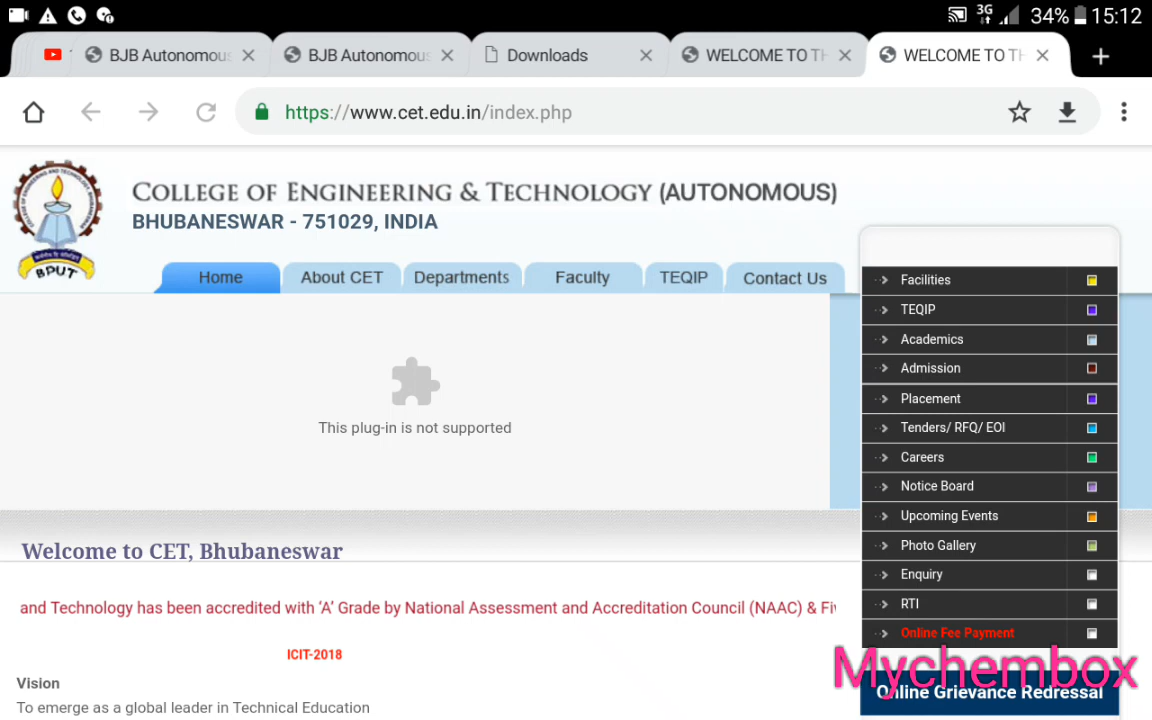 3G 34% 15:12
BJB Autonomous BJB Autonomous Downloads WELCOME TO TH WELCOME TO TH
https://www.cet.edu.in/index.php
COLLEGE OF ENGINEERING & TECHNOLOGY (AUTONOMOUS)
BHUBANESWAR - 751029, INDIA
BPUT
Home About CET Departments Faculty TEQIP Contact Us
Facilities
TEQIP
Academics
Admission
Placement
Tenders/ RFQ/ EOI
Careers
Notice Board
Upcoming Events
Photo Gallery
Enquiry
RTI
Online Fee Payment
Mychembox
Online Grievance Redressal
This plug-in is not supported
Welcome to CET, Bhubaneswar
and Technology has been accredited with ‘A’ Grade by National Assessment and Accreditation Council (NAAC) & Fiv
ICIT-2018
Vision
To emerge as a global leader in Technical Education